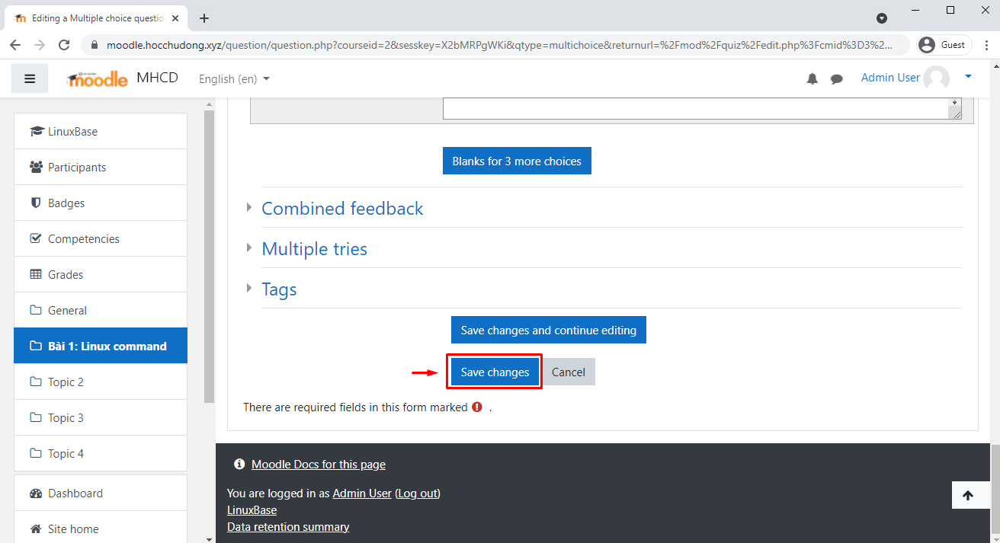 Editing a Multiple choice questio
moodle.hocchudong.xyz/question/question.php?courseid=2&sesskey=X2bMRPgWKi&qtype=multichoice&returnurl=%2Fmod%2Fquiz%2Fedit.php%3Fcmid%3D3%2...
Guest
moodle
MHCD
English (en)
Admin User
LinuxBase
Participants
Badges
Competencies
Grades
General
Bài 1: Linux command
Topic 2
Topic 3
Topic 4
Dashboard
Site home
Blanks for 3 more choices
Combined feedback
Multiple tries
Tags
Save changes and continue editing
Save changes
Cancel
There are required fields in this form marked .
Moodle Docs for this page
You are logged in as Admin User (Log out)
LinuxBase
Data retention summary